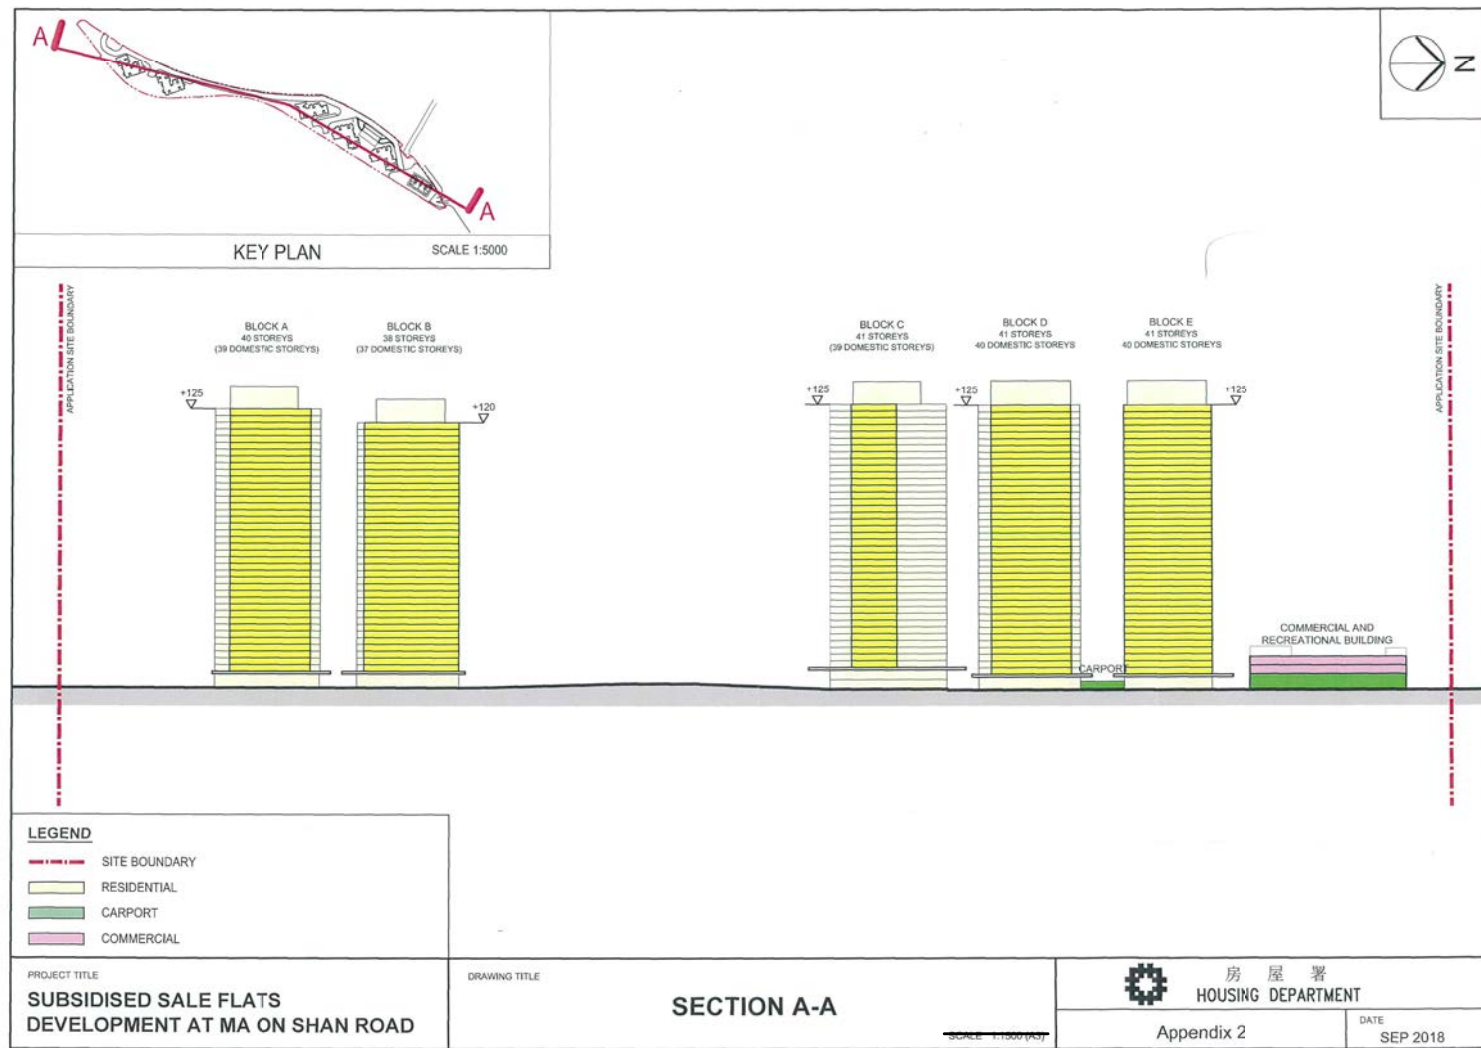 A
A
KEY PLAN
SCALE 1:5000
N
APPLICATION SITE BOUNDARY
BLOCK A
40 STOREYS
(39 DOMESTIC STOREYS)
BLOCK B
38 STOREYS
(37 DOMESTIC STOREYS)
BLOCK C
41 STOREYS
(39 DOMESTIC STOREYS)
BLOCK D
41 STOREYS
40 DOMESTIC STOREYS
BLOCK E
41 STOREYS
40 DOMESTIC STOREYS
APPLICATION SITE BOUNDARY
+125
+120
+125
+125
+125
COMMERCIAL AND
RECREATIONAL BUILDING
CARPORT
LEGEND
SITE BOUNDARY
RESIDENTIAL
CARPORT
COMMERCIAL
PROJECT TITLE
SUBSIDISED SALE FLATS
DEVELOPMENT AT MA ON SHAN ROAD
DRAWING TITLE
SECTION A-A
SCALE 1:1500 (A3)
房屋署
HOUSING DEPARTMENT
Appendix 2
DATE
SEP 2018